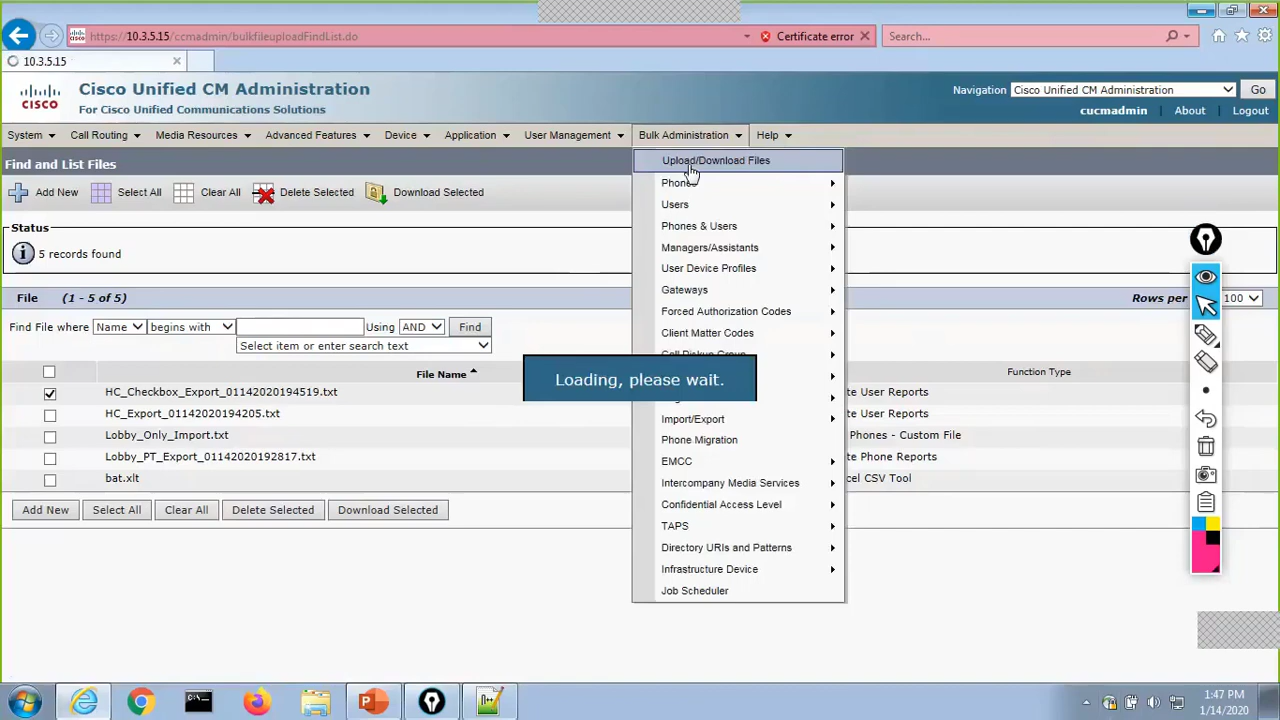 https://10.3.5.15/ccmadmin/bulkfileuploadFindList.do
Certificate error
Search...
10.3.5.15
CISCO
Cisco Unified CM Administration
For Cisco Unified Communications Solutions
Navigation Cisco Unified CM Administration Go
cucmadmin About Logout
System Call Routing Media Resources Advanced Features Device Application User Management Bulk Administration Help
Find and List Files
Add New Select All Clear All Delete Selected Download Selected
Upload/Download Files
Phones
Users
Phones & Users
Managers/Assistants
User Device Profiles
Gateways
Forced Authorization Codes
Client Matter Codes
Call Pickup Group
Import/Export
Phone Migration
EMCC
Intercompany Media Services
Confidential Access Level
TAPS
Directory URIs and Patterns
Infrastructure Device
Job Scheduler
Status
5 records found
File (1 - 5 of 5)
Rows per 100
Find File where Name begins with Using AND Find
Select item or enter search text
Loading, please wait.
File Name Function Type
HC_Checkbox_Export_01142020194519.txt te User Reports
HC_Export_01142020194205.txt te User Reports
Lobby_Only_Import.txt Phones - Custom File
Lobby_PT_Export_01142020192817.txt te Phone Reports
bat.xlt cel CSV Tool
Add New Select All Clear All Delete Selected Download Selected
1:47 PM
1/14/2020